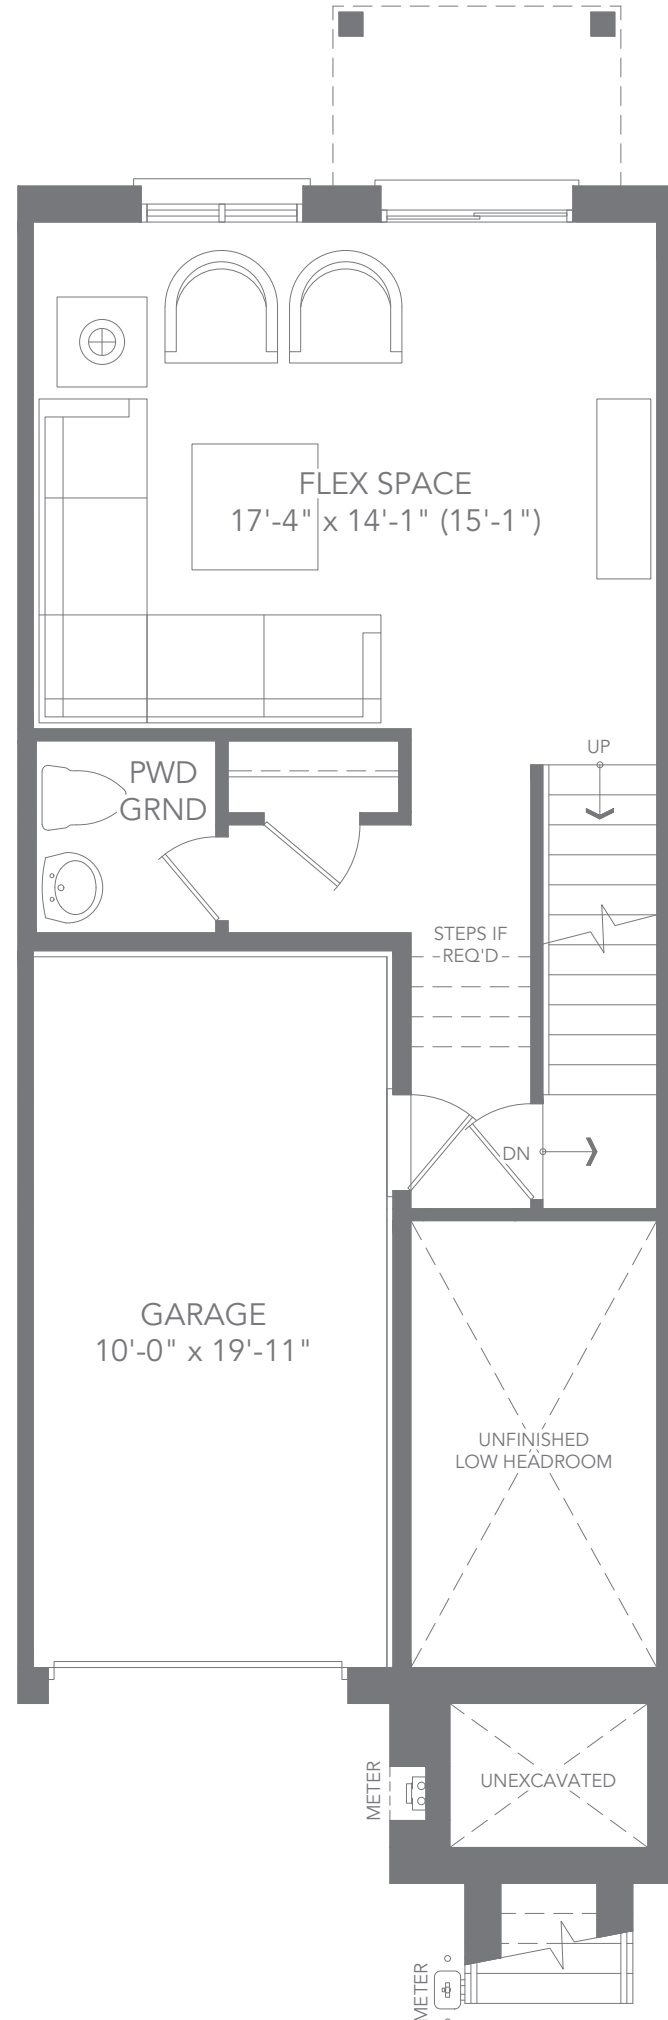 FLEX SPACE
17'-4" x 14'-1" (15'-1")
UP
PWD
GRND
STEPS IF
REQ'D
DN
GARAGE
10'-0" x 19'-11"
UNFINISHED
LOW HEADROOM
METER
UNEXCAVATED
METER